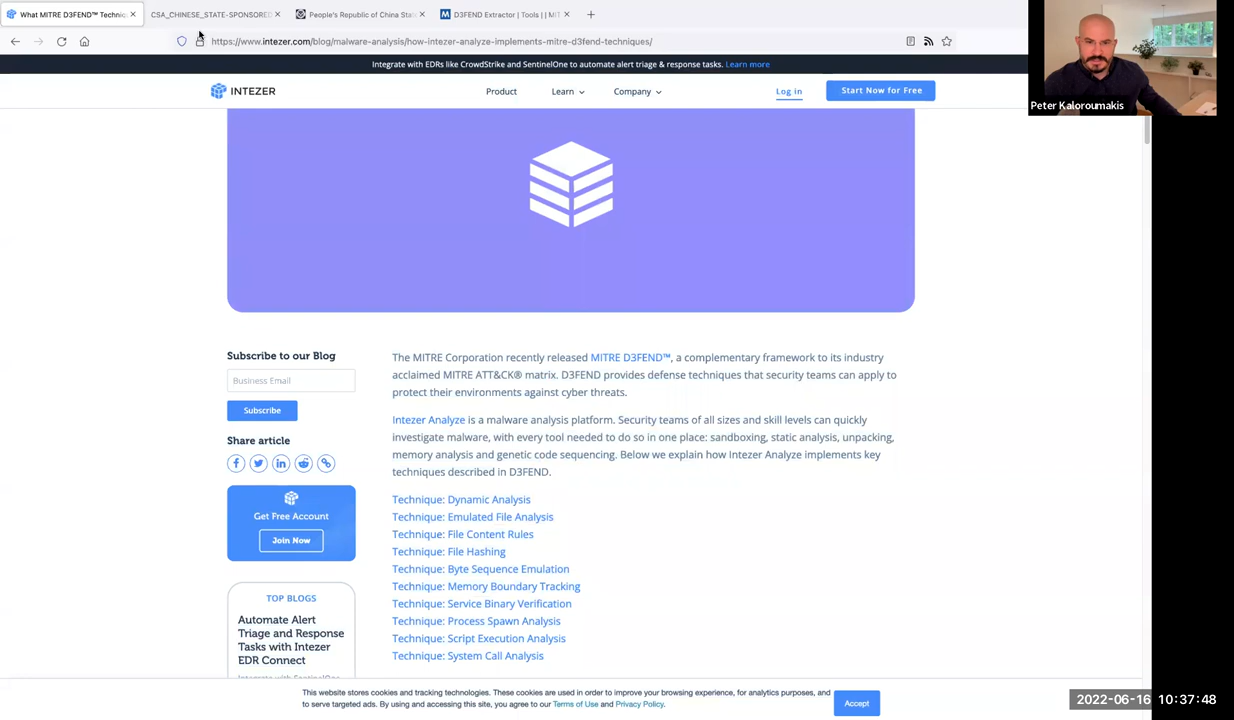 What MITRE D3FEND™ Technic
CSA_CHINESE_STATE-SPONSORED
People's Republic of China Stat
D3FEND Extractor | Tools | | MIT
https://www.intezer.com/blog/malware-analysis/how-intezer-analyze-implements-mitre-d3fend-techniques/
Peter Kaloroumakis
Integrate with EDRs like CrowdStrike and SentinelOne to automate alert triage & response tasks. Learn more
INTEZER
Product
Learn
Company
Log in
Start Now for Free
Subscribe to our Blog
Business Email
Subscribe
Share article
Get Free Account
Join Now
TOP BLOGS
Automate Alert
Triage and Response
Tasks with Intezer
EDR Connect
Integrate with SentinelOne
The MITRE Corporation recently released MITRE D3FEND™, a complementary framework to its industry
acclaimed MITRE ATT&CK® matrix. D3FEND provides defense techniques that security teams can apply to
protect their environments against cyber threats.
Intezer Analyze is a malware analysis platform. Security teams of all sizes and skill levels can quickly
investigate malware, with every tool needed to do so in one place: sandboxing, static analysis, unpacking,
memory analysis and genetic code sequencing. Below we explain how Intezer Analyze implements key
techniques described in D3FEND.
Technique: Dynamic Analysis
Technique: Emulated File Analysis
Technique: File Content Rules
Technique: File Hashing
Technique: Byte Sequence Emulation
Technique: Memory Boundary Tracking
Technique: Service Binary Verification
Technique: Process Spawn Analysis
Technique: Script Execution Analysis
Technique: System Call Analysis
This website stores cookies and tracking technologies. These cookies are used in order to improve your browsing experience, for analytics purposes, and
to serve targeted ads. By using and accessing this site, you agree to our Terms of Use and Privacy Policy.
Accept
2022-06-16 10:37:48